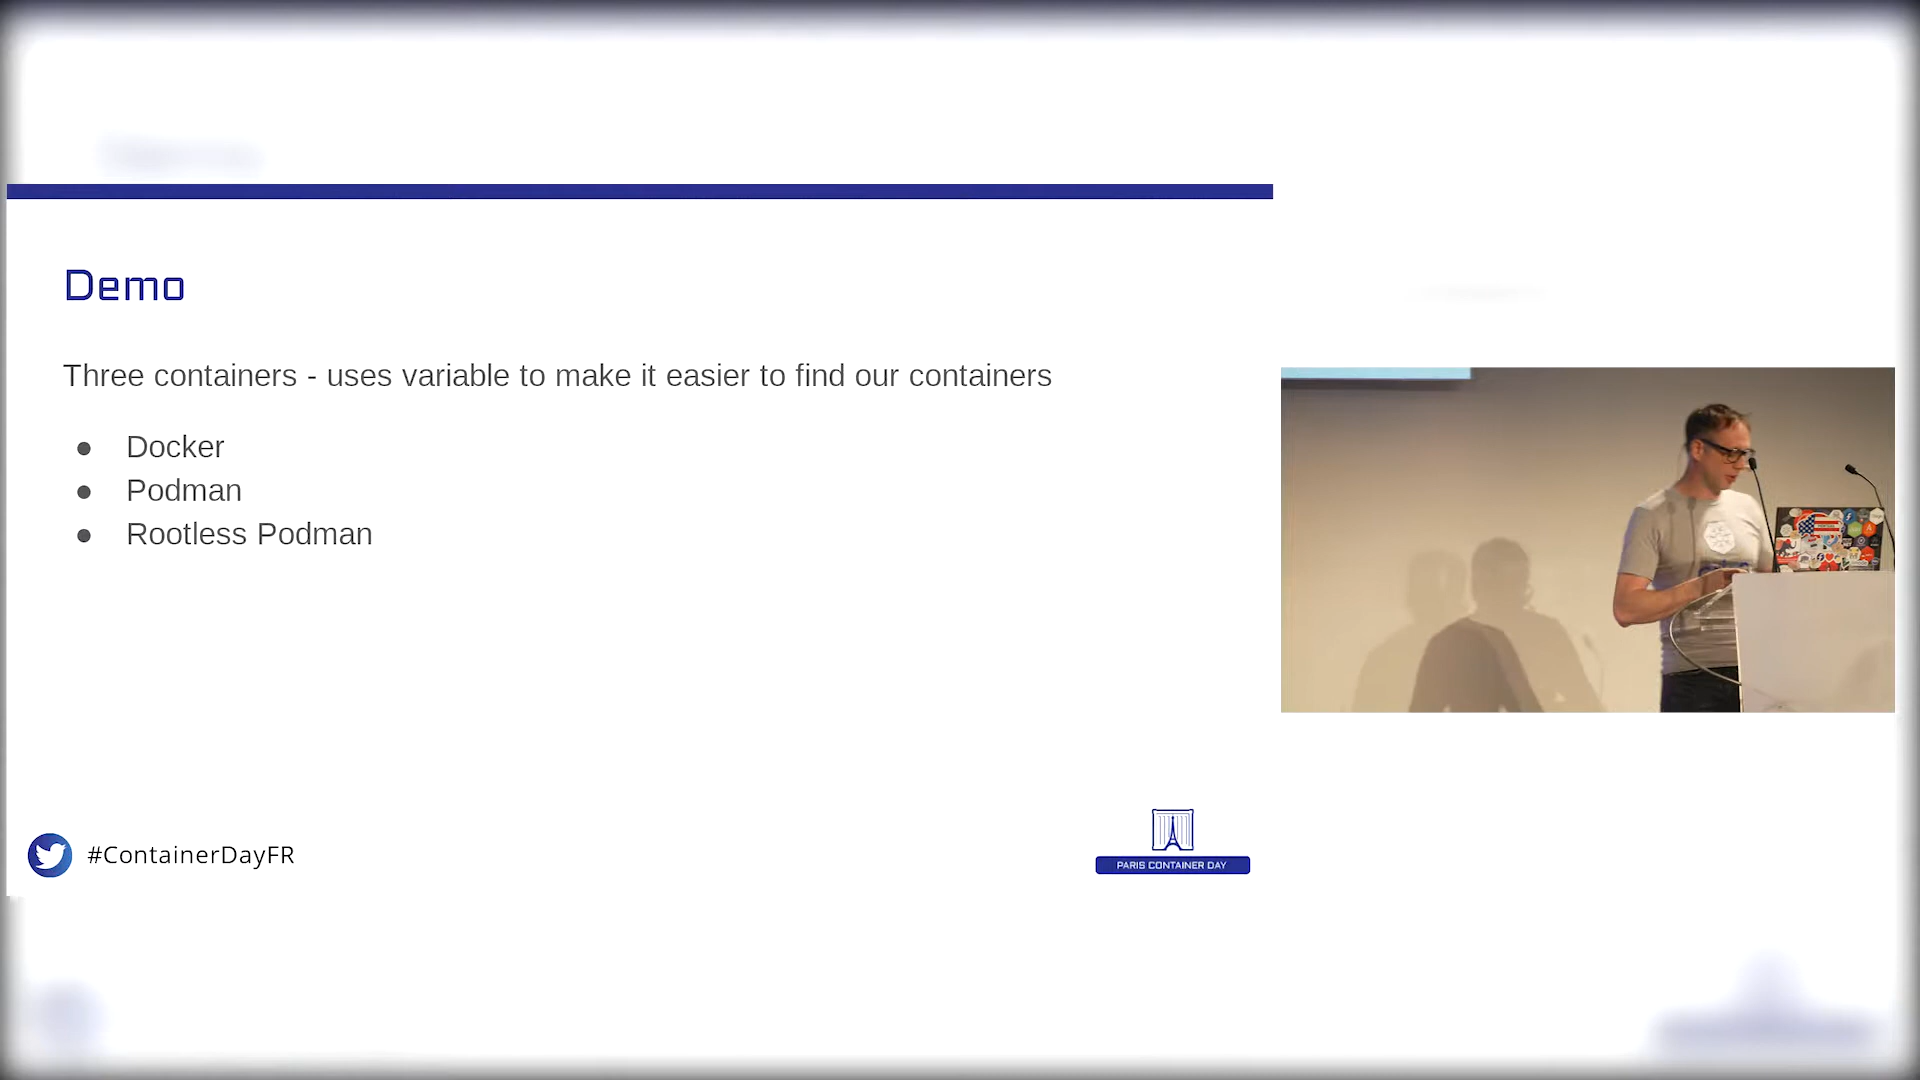 Demo
Three containers - uses variable to make it easier to find our containers
● Docker
● Podman
● Rootless Podman
#ContainerDayFR
PARIS CONTAINER DAY